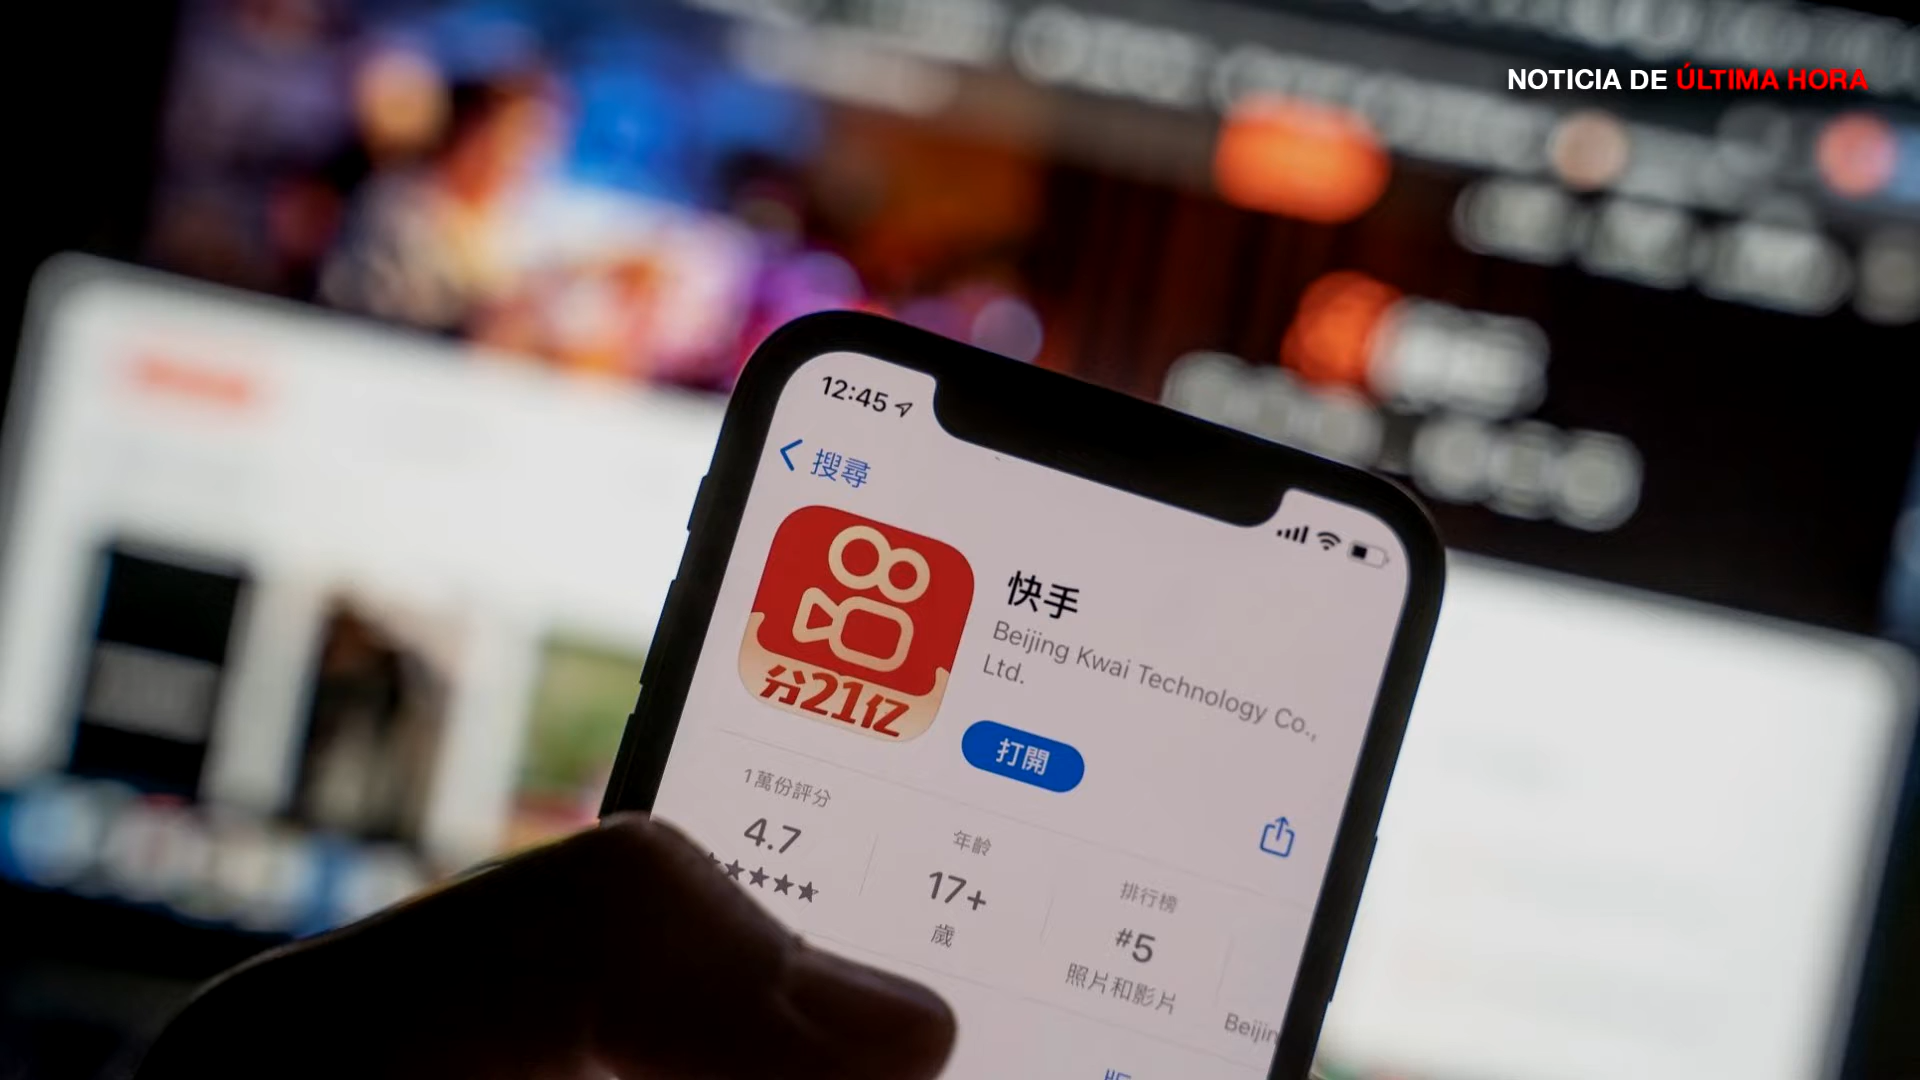 NOTICIA DE ÚLTIMA HORA
12:45
搜尋
快手
Beijing Kwai Technology Co.,
Ltd.
分21亿
打開
1萬份評分
4.7
年齡
17+
歲
排行榜
#5
照片和影片